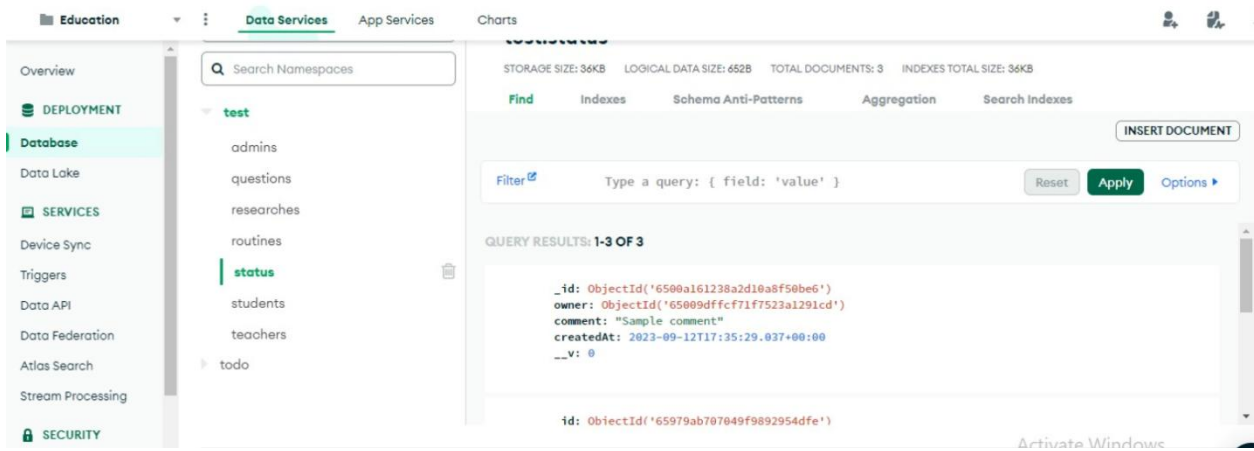 Education
Data Services
App Services
Charts
Overview
DEPLOYMENT
Database
Data Lake
SERVICES
Device Sync
Triggers
Data API
Data Federation
Atlas Search
Stream Processing
SECURITY
Search Namespaces
test
admins
questions
researches
routines
status
students
teachers
todo
STORAGE SIZE: 36KB LOGICAL DATA SIZE: 652B TOTAL DOCUMENTS: 3 INDEXES TOTAL SIZE: 36KB
Find Indexes Schema Anti-Patterns Aggregation Search Indexes
INSERT DOCUMENT
Filter Type a query: { field: 'value' } Reset Apply Options
QUERY RESULTS: 1-3 OF 3
_id: ObjectId('6500a161238a2d10a8f50be6')
owner: ObjectId('65009dffcf71f7523a1291cd')
comment: "Sample comment"
createdAt: 2023-09-12T17:35:29.037+00:00
__v: 0
id: ObjectId('65979ab707049f9892954dfe')
Activate Windows